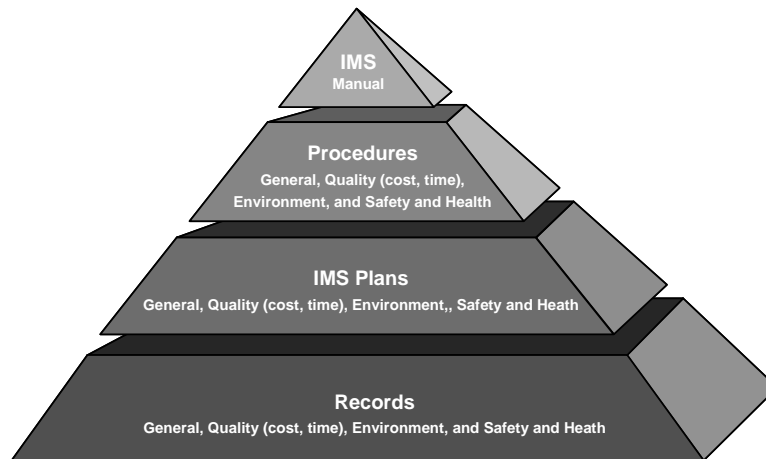 IMS
Manual
Procedures
General, Quality (cost, time),
Environment, and Safety and Health
IMS Plans
General, Quality (cost, time), Environment,, Safety and Heath
Records
General, Quality (cost, time), Environment, and Safety and Heath